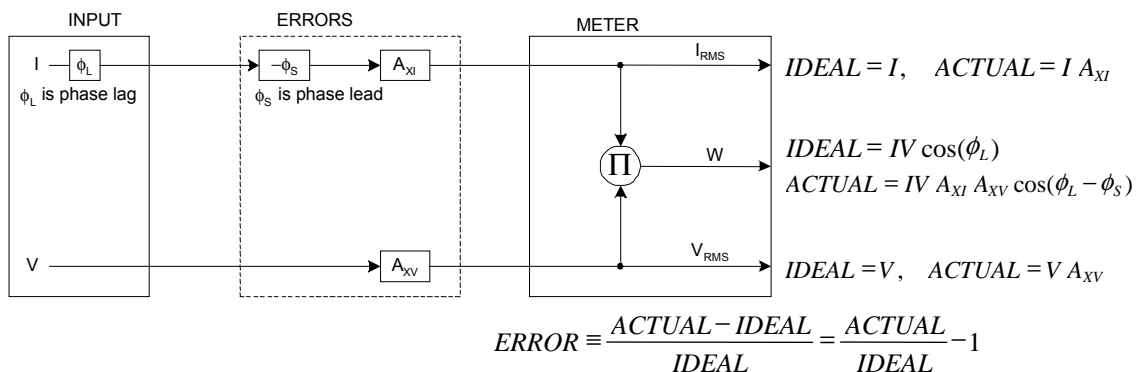 INPUT
ERRORS
METER
I
ϕL
−ϕS
AXI
IRMS
IDEAL = I, ACTUAL = I AXI
ϕL is phase lag
ϕS is phase lead
Π
W
IDEAL = IV cos(ϕL)
ACTUAL = IV AXI AXV cos(ϕL − ϕS)
V
AXV
VRMS
IDEAL = V, ACTUAL = V AXV
ERROR ≡ ACTUAL − IDEAL / IDEAL = ACTUAL / IDEAL − 1